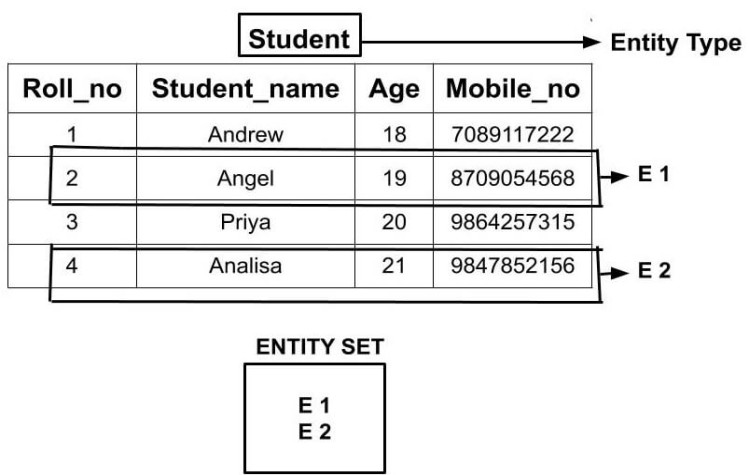 Student Entity Type
Roll_no Student_name Age Mobile_no
1 Andrew 18 7089117222
2 Angel 19 8709054568 E 1
3 Priya 20 9864257315
4 Analisa 21 9847852156 E 2
ENTITY SET
E 1
E 2